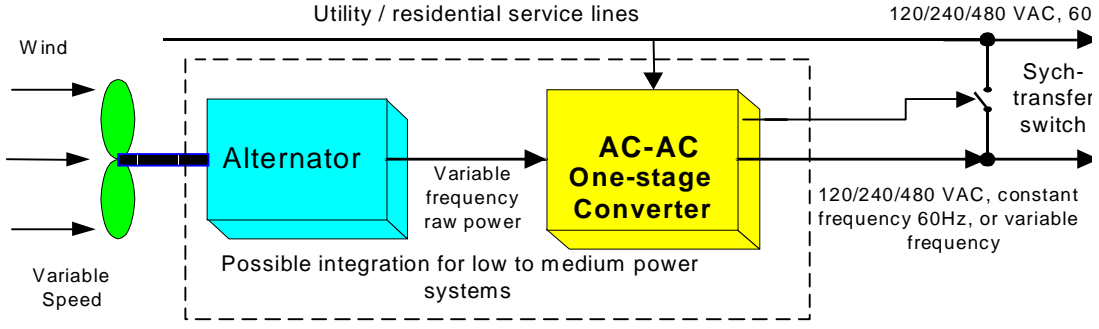 Utility / residential service lines
120/240/480 VAC, 60
Wind
Sych-
transfer
switch
Alternator
AC-AC
One-stage
Converter
Variable
frequency
raw power
120/240/480 VAC, constant
frequency 60Hz, or variable
frequency
Possible integration for low to medium power
systems
Variable
Speed